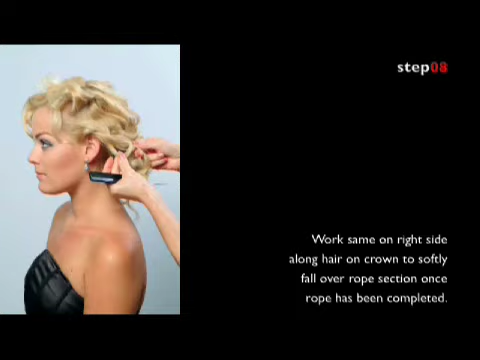 step08
Work same on right side
along hair on crown to softly
fall over rope section once
rope has been completed.